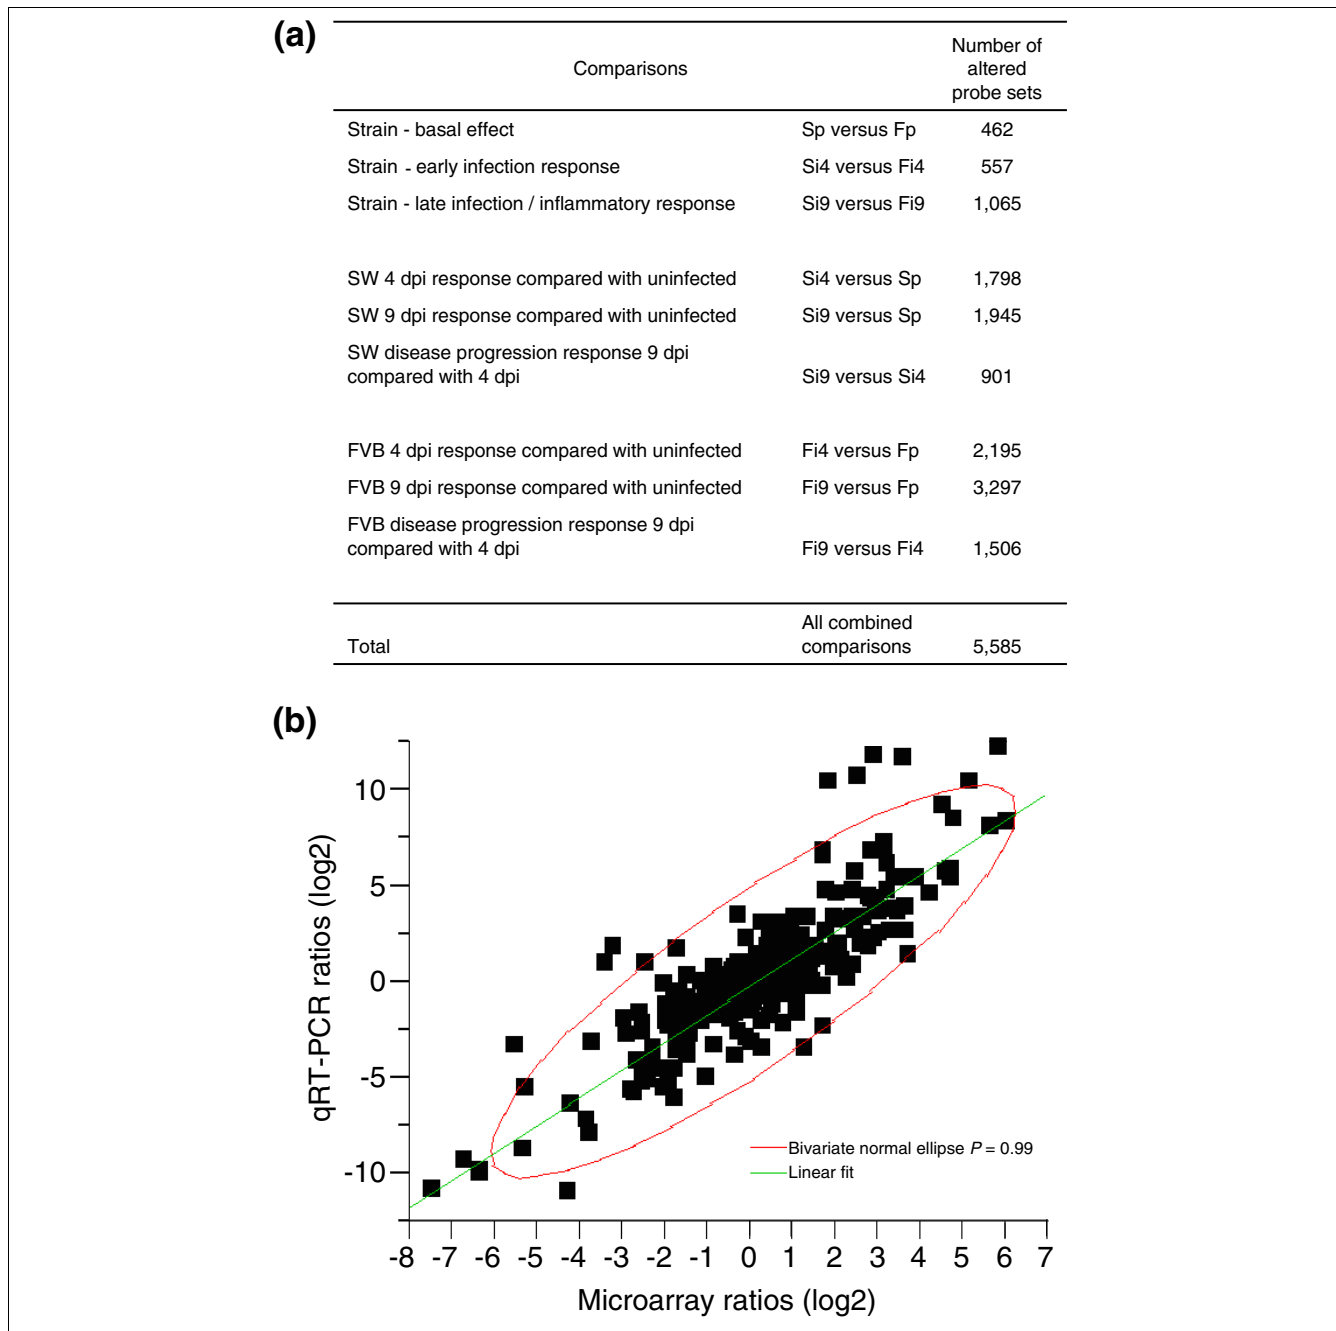 (a)
Comparisons
Number of
altered
probe sets
Strain - basal effect Sp versus Fp 462
Strain - early infection response Si4 versus Fi4 557
Strain - late infection / inflammatory response Si9 versus Fi9 1,065
SW 4 dpi response compared with uninfected Si4 versus Sp 1,798
SW 9 dpi response compared with uninfected Si9 versus Sp 1,945
SW disease progression response 9 dpi
compared with 4 dpi Si9 versus Si4 901
FVB 4 dpi response compared with uninfected Fi4 versus Fp 2,195
FVB 9 dpi response compared with uninfected Fi9 versus Fp 3,297
FVB disease progression response 9 dpi
compared with 4 dpi Fi9 versus Fi4 1,506
All combined
Total comparisons 5,585
(b)
10
5
0
-5
-10
qRT-PCR ratios (log2)
Bivariate normal ellipse P = 0.99
Linear fit
-8 -7 -6 -5 -4 -3 -2 -1 0 1 2 3 4 5 6 7
Microarray ratios (log2)